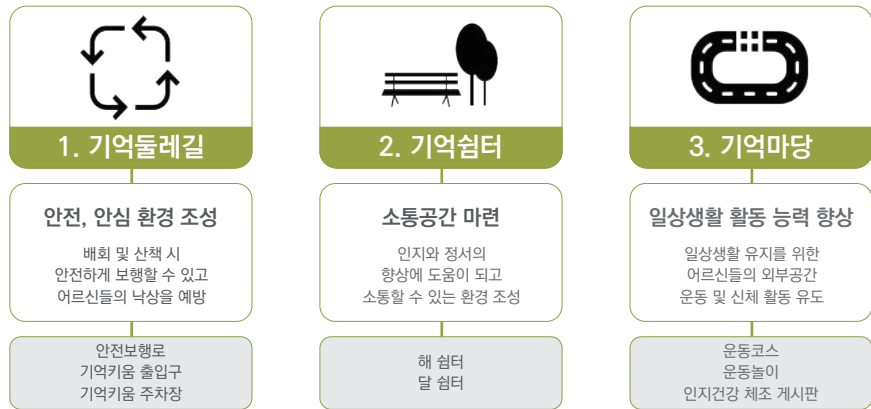 1. 기억둘레길
안전, 안심 환경 조성
배회 및 산책 시
안전하게 보행할 수 있고
어르신들의 낙상을 예방
안전보행로
기억키움 출입구
기억키움 주차장
2. 기억쉼터
소통공간 마련
인지와 정서의
향상에 도움이 되고
소통할 수 있는 환경 조성
해 쉼터
달 쉼터
3. 기억마당
일상생활 활동 능력 향상
일상생활 유지를 위한
어르신들의 외부공간
운동 및 신체 활동 유도
운동코스
운동놀이
인지건강 체조 게시판